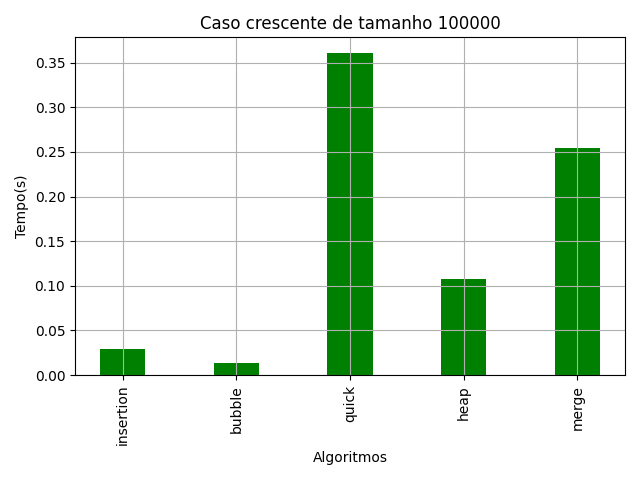 Caso crescente de tamanho 100000
Tempo(s)
0.35
0.30
0.25
0.20
0.15
0.10
0.05
0.00
insertion
bubble
quick
heap
merge
Algoritmos